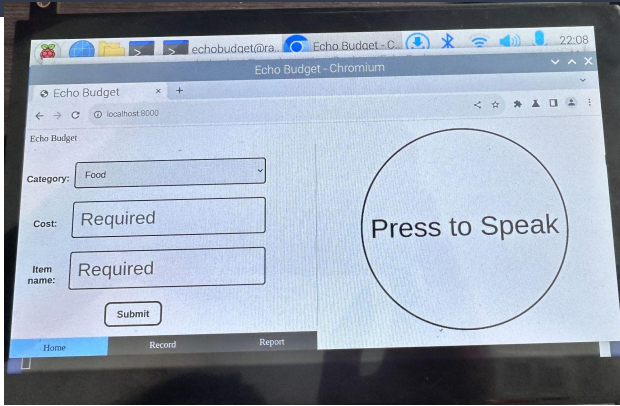 echobudget@ra..
Echo Budget - C..
22:08
Echo Budget - Chromium
Echo Budget
localhost:8000
Echo Budget
Category:
Food
Cost:
Required
Item
name:
Required
Submit
Press to Speak
Home
Record
Report